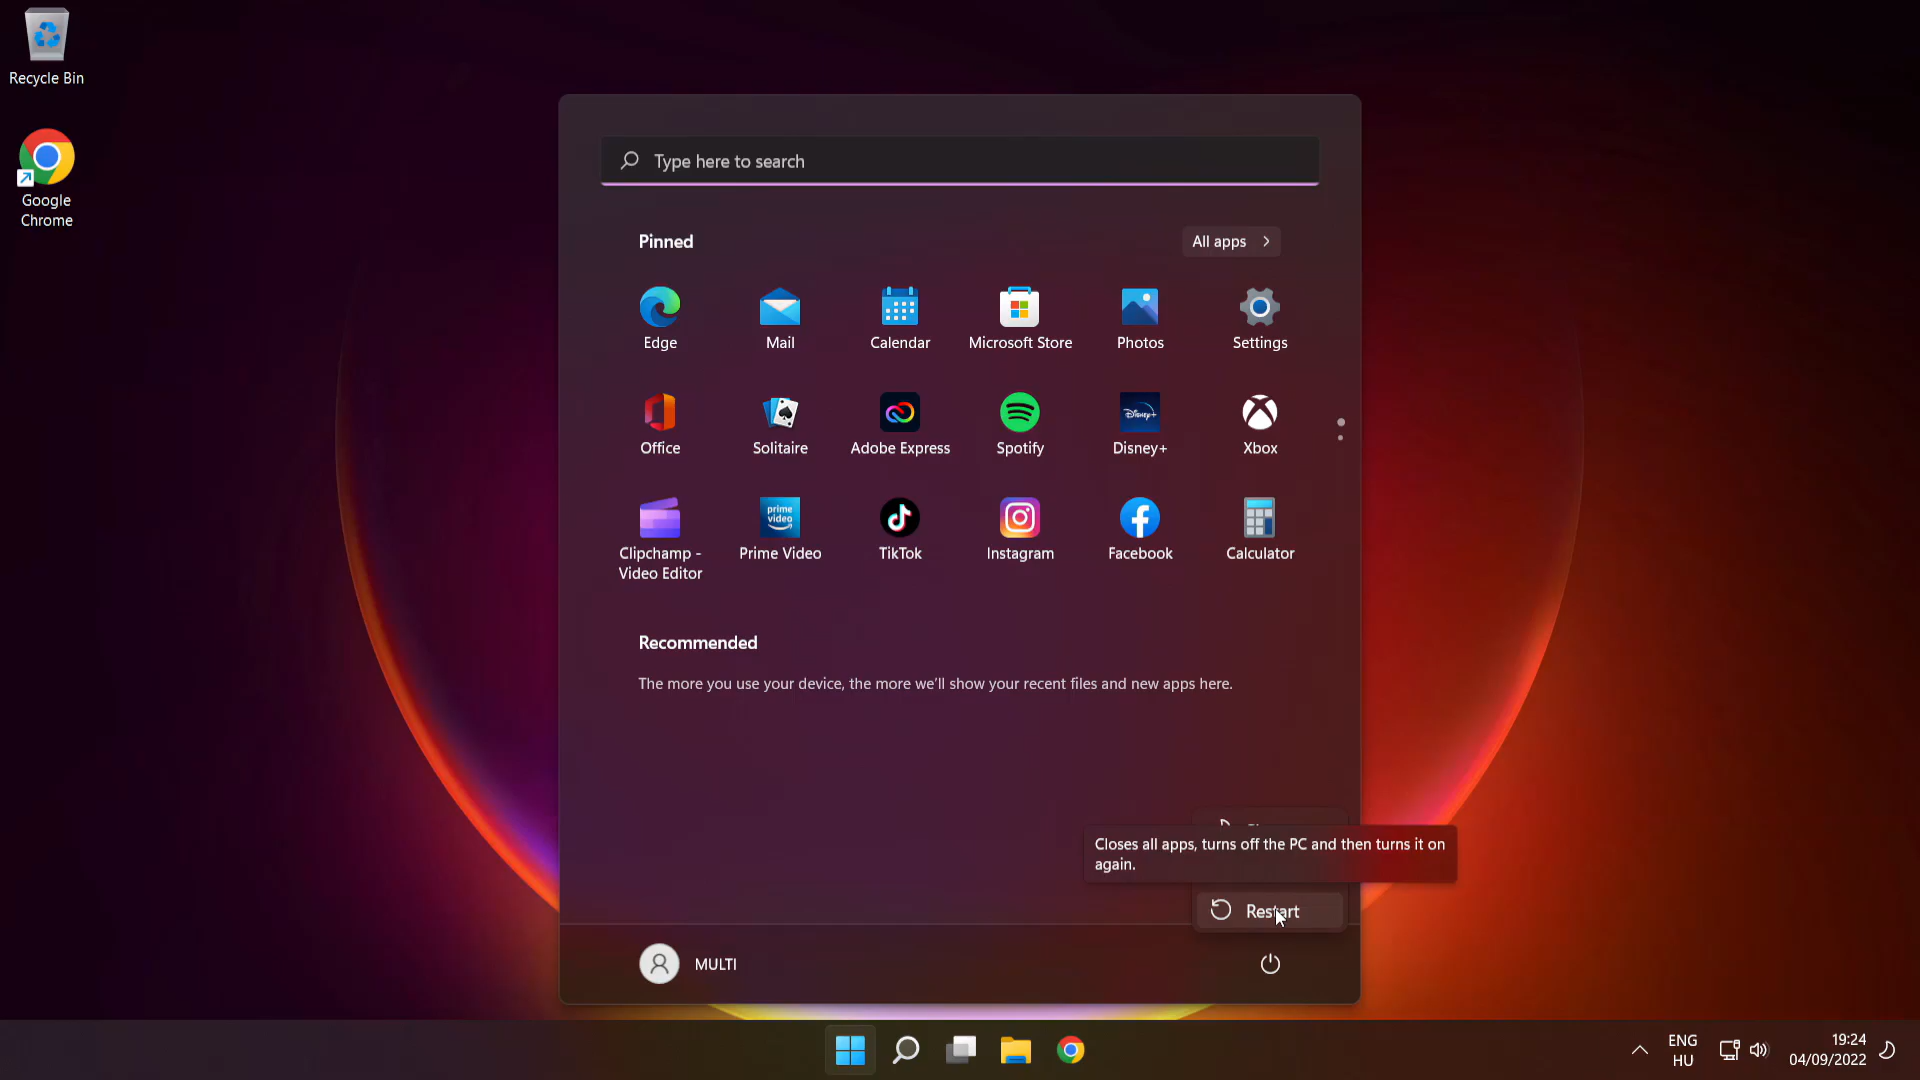 Recycle Bin
Google
Chrome
Type here to search
Pinned
All apps
Edge
Mail
Calendar
Microsoft Store
Photos
Settings
Office
Solitaire
Adobe Express
Disney+
Spotify
Disney+
Xbox
prime
video
Clipchamp -
Video Editor
Prime Video
TikTok
Instagram
Facebook
Calculator
Recommended
The more you use your device, the more we'll show your recent files and new apps here.
Closes all apps, turns off the PC and then turns it on
again.
Restart
MULTI
ENG
HU
19:24
04/09/2022